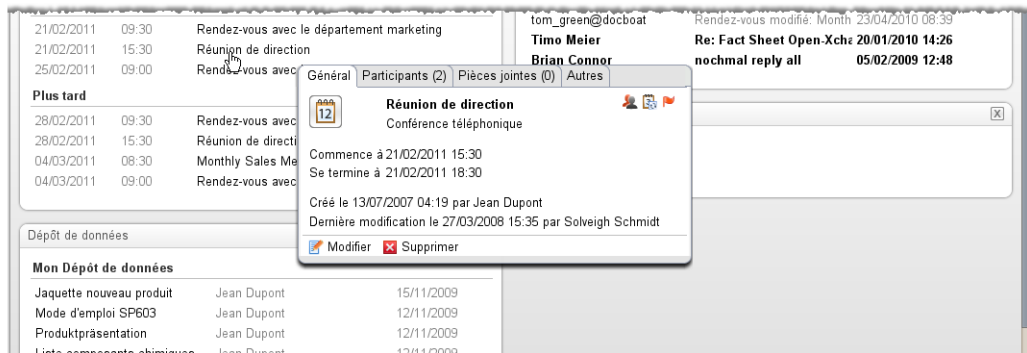 21/02/2011 09:30 Rendez-vous avec le département marketing
21/02/2011 15:30 Réunion de direction
25/02/2011 09:00 Rendez-vous avec
Plus tard
28/02/2011 09:30 Rendez-vous avec
28/02/2011 15:30 Réunion de directi
04/03/2011 08:30 Monthly Sales Me
04/03/2011 09:00 Rendez-vous avec
tom_green@docboat Rendez-vous modifié: Month 23/04/2010 08:39
Timo Meier Re: Fact Sheet Open-Xcha 20/01/2010 14:26
Brian Connor nochmal reply all 05/02/2009 12:48
Général Participants (2) Pièces jointes (0) Autres
12
Réunion de direction
Conférence téléphonique
Commence à 21/02/2011 15:30
Se termine à 21/02/2011 18:30
Créé le 13/07/2007 04:19 par Jean Dupont
Dernière modification le 27/03/2008 15:35 par Solveigh Schmidt
Modifier Supprimer
Dépôt de données
Mon Dépôt de données
Jaquette nouveau produit Jean Dupont 15/11/2009
Mode d'emploi SP603 Jean Dupont 12/11/2009
Produktpräsentation Jean Dupont 12/11/2009
Liste composants chimiques Jean Dupont 12/11/2009